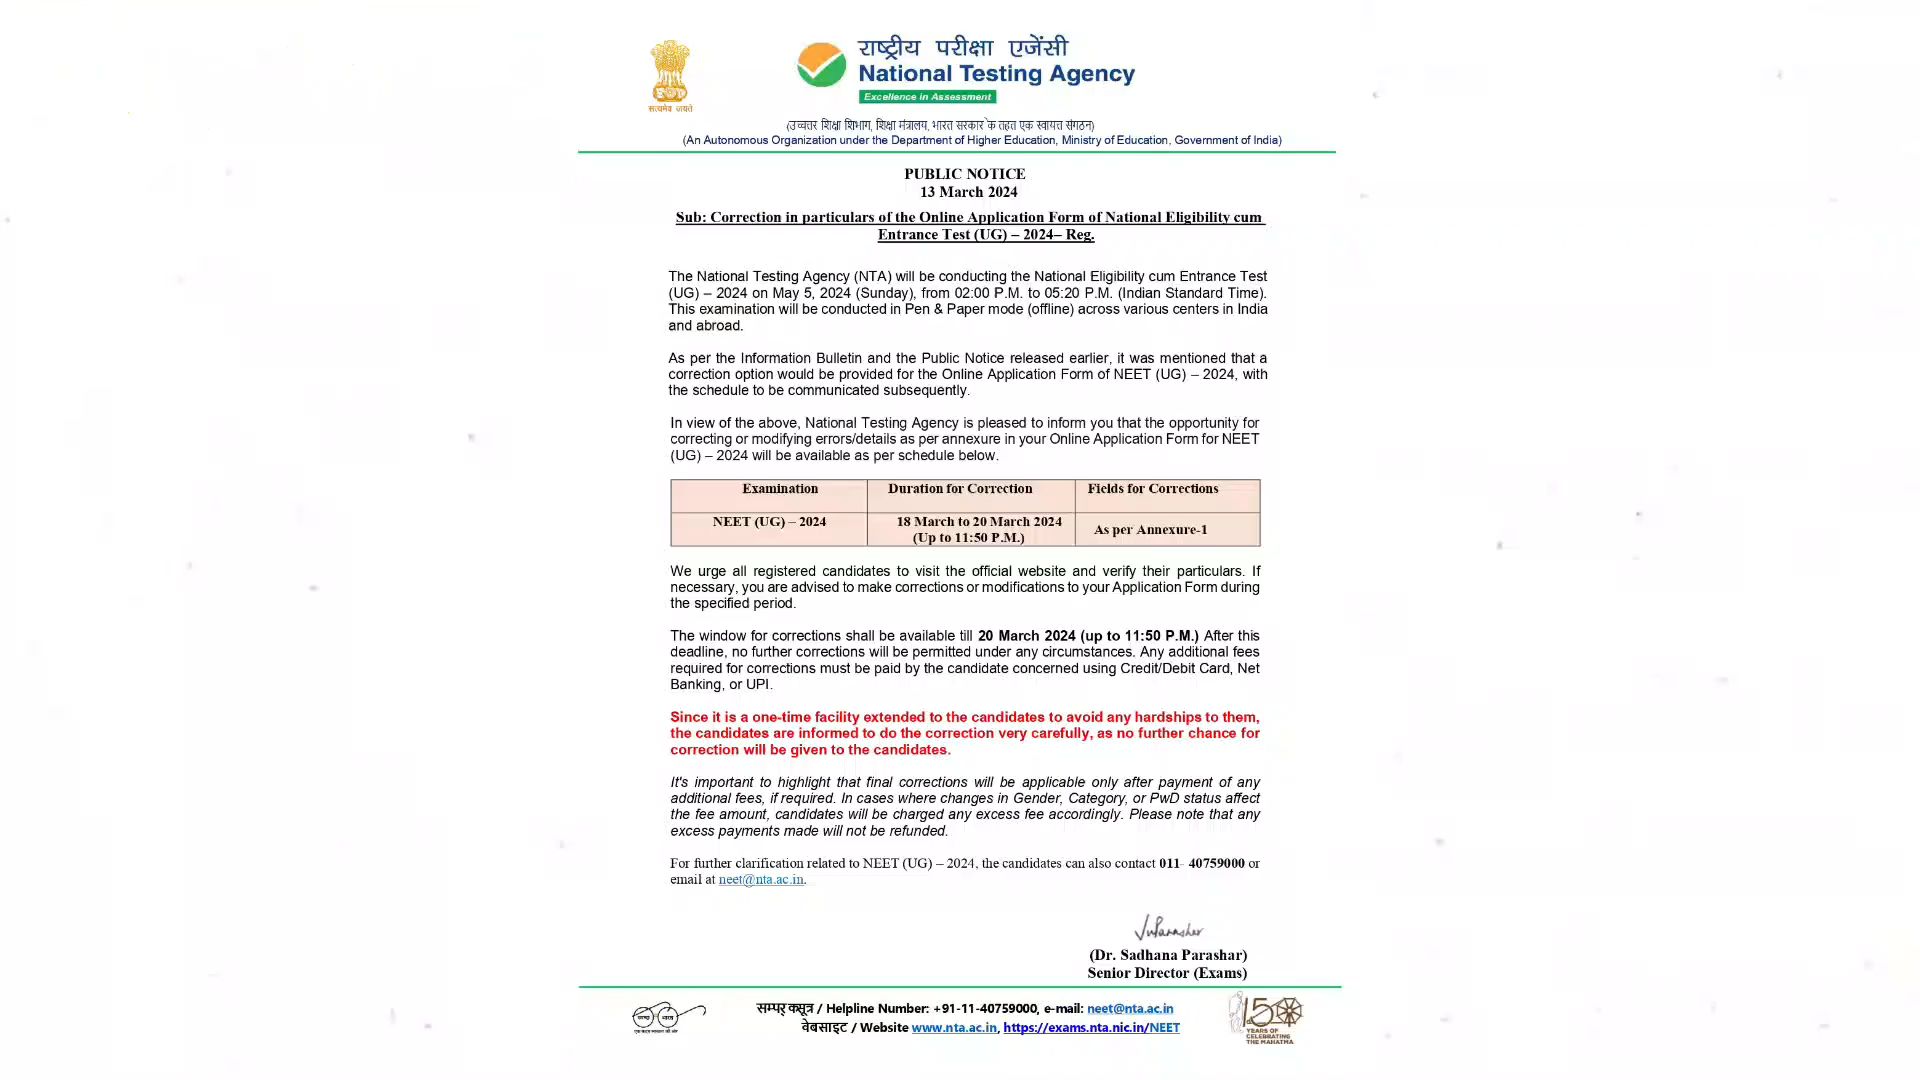 राष्ट्रीय परीक्षा एजेंसी
National Testing Agency
Excellence in Assessment
सत्यमेव जयते
(उच्चतर शिक्षा विभाग, शिक्षा मंत्रालय, भारत सरकार के तहत एक स्वायत्त संगठन)
(An Autonomous Organization under the Department of Higher Education, Ministry of Education, Government of India)
PUBLIC NOTICE
13 March 2024
Sub: Correction in particulars of the Online Application Form of National Eligibility cum
Entrance Test (UG) – 2024– Reg.
The National Testing Agency (NTA) will be conducting the National Eligibility cum Entrance Test
(UG) – 2024 on May 5, 2024 (Sunday), from 02:00 P.M. to 05:20 P.M. (Indian Standard Time).
This examination will be conducted in Pen & Paper mode (offline) across various centers in India
and abroad.
As per the Information Bulletin and the Public Notice released earlier, it was mentioned that a
correction option would be provided for the Online Application Form of NEET (UG) – 2024, with
the schedule to be communicated subsequently.
In view of the above, National Testing Agency is pleased to inform you that the opportunity for
correcting or modifying errors/details as per annexure in your Online Application Form for NEET
(UG) – 2024 will be available as per schedule below.
Examination Duration for Correction Fields for Corrections
NEET (UG) – 2024 18 March to 20 March 2024 As per Annexure-1
(Up to 11:50 P.M.)
We urge all registered candidates to visit the official website and verify their particulars. If
necessary, you are advised to make corrections or modifications to your Application Form during
the specified period.
The window for corrections shall be available till 20 March 2024 (up to 11:50 P.M.) After this
deadline, no further corrections will be permitted under any circumstances. Any additional fees
required for corrections must be paid by the candidate concerned using Credit/Debit Card, Net
Banking, or UPI.
Since it is a one-time facility extended to the candidates to avoid any hardships to them,
the candidates are informed to do the correction very carefully, as no further chance for
correction will be given to the candidates.
It's important to highlight that final corrections will be applicable only after payment of any
additional fees, if required. In cases where changes in Gender, Category, or PwD status affect
the fee amount, candidates will be charged any excess fee accordingly. Please note that any
excess payments made will not be refunded.
For further clarification related to NEET (UG) – 2024, the candidates can also contact 011- 40759000 or
email at neet@nta.ac.in.
(Dr. Sadhana Parashar)
Senior Director (Exams)
सम्पर्कसूत्र / Helpline Number: +91-11-40759000, e-mail: neet@nta.ac.in
वेबसाइट / Website www.nta.ac.in, https://exams.nta.nic.in/NEET
150
YEARS OF
CELEBRATING
THE MAHATMA